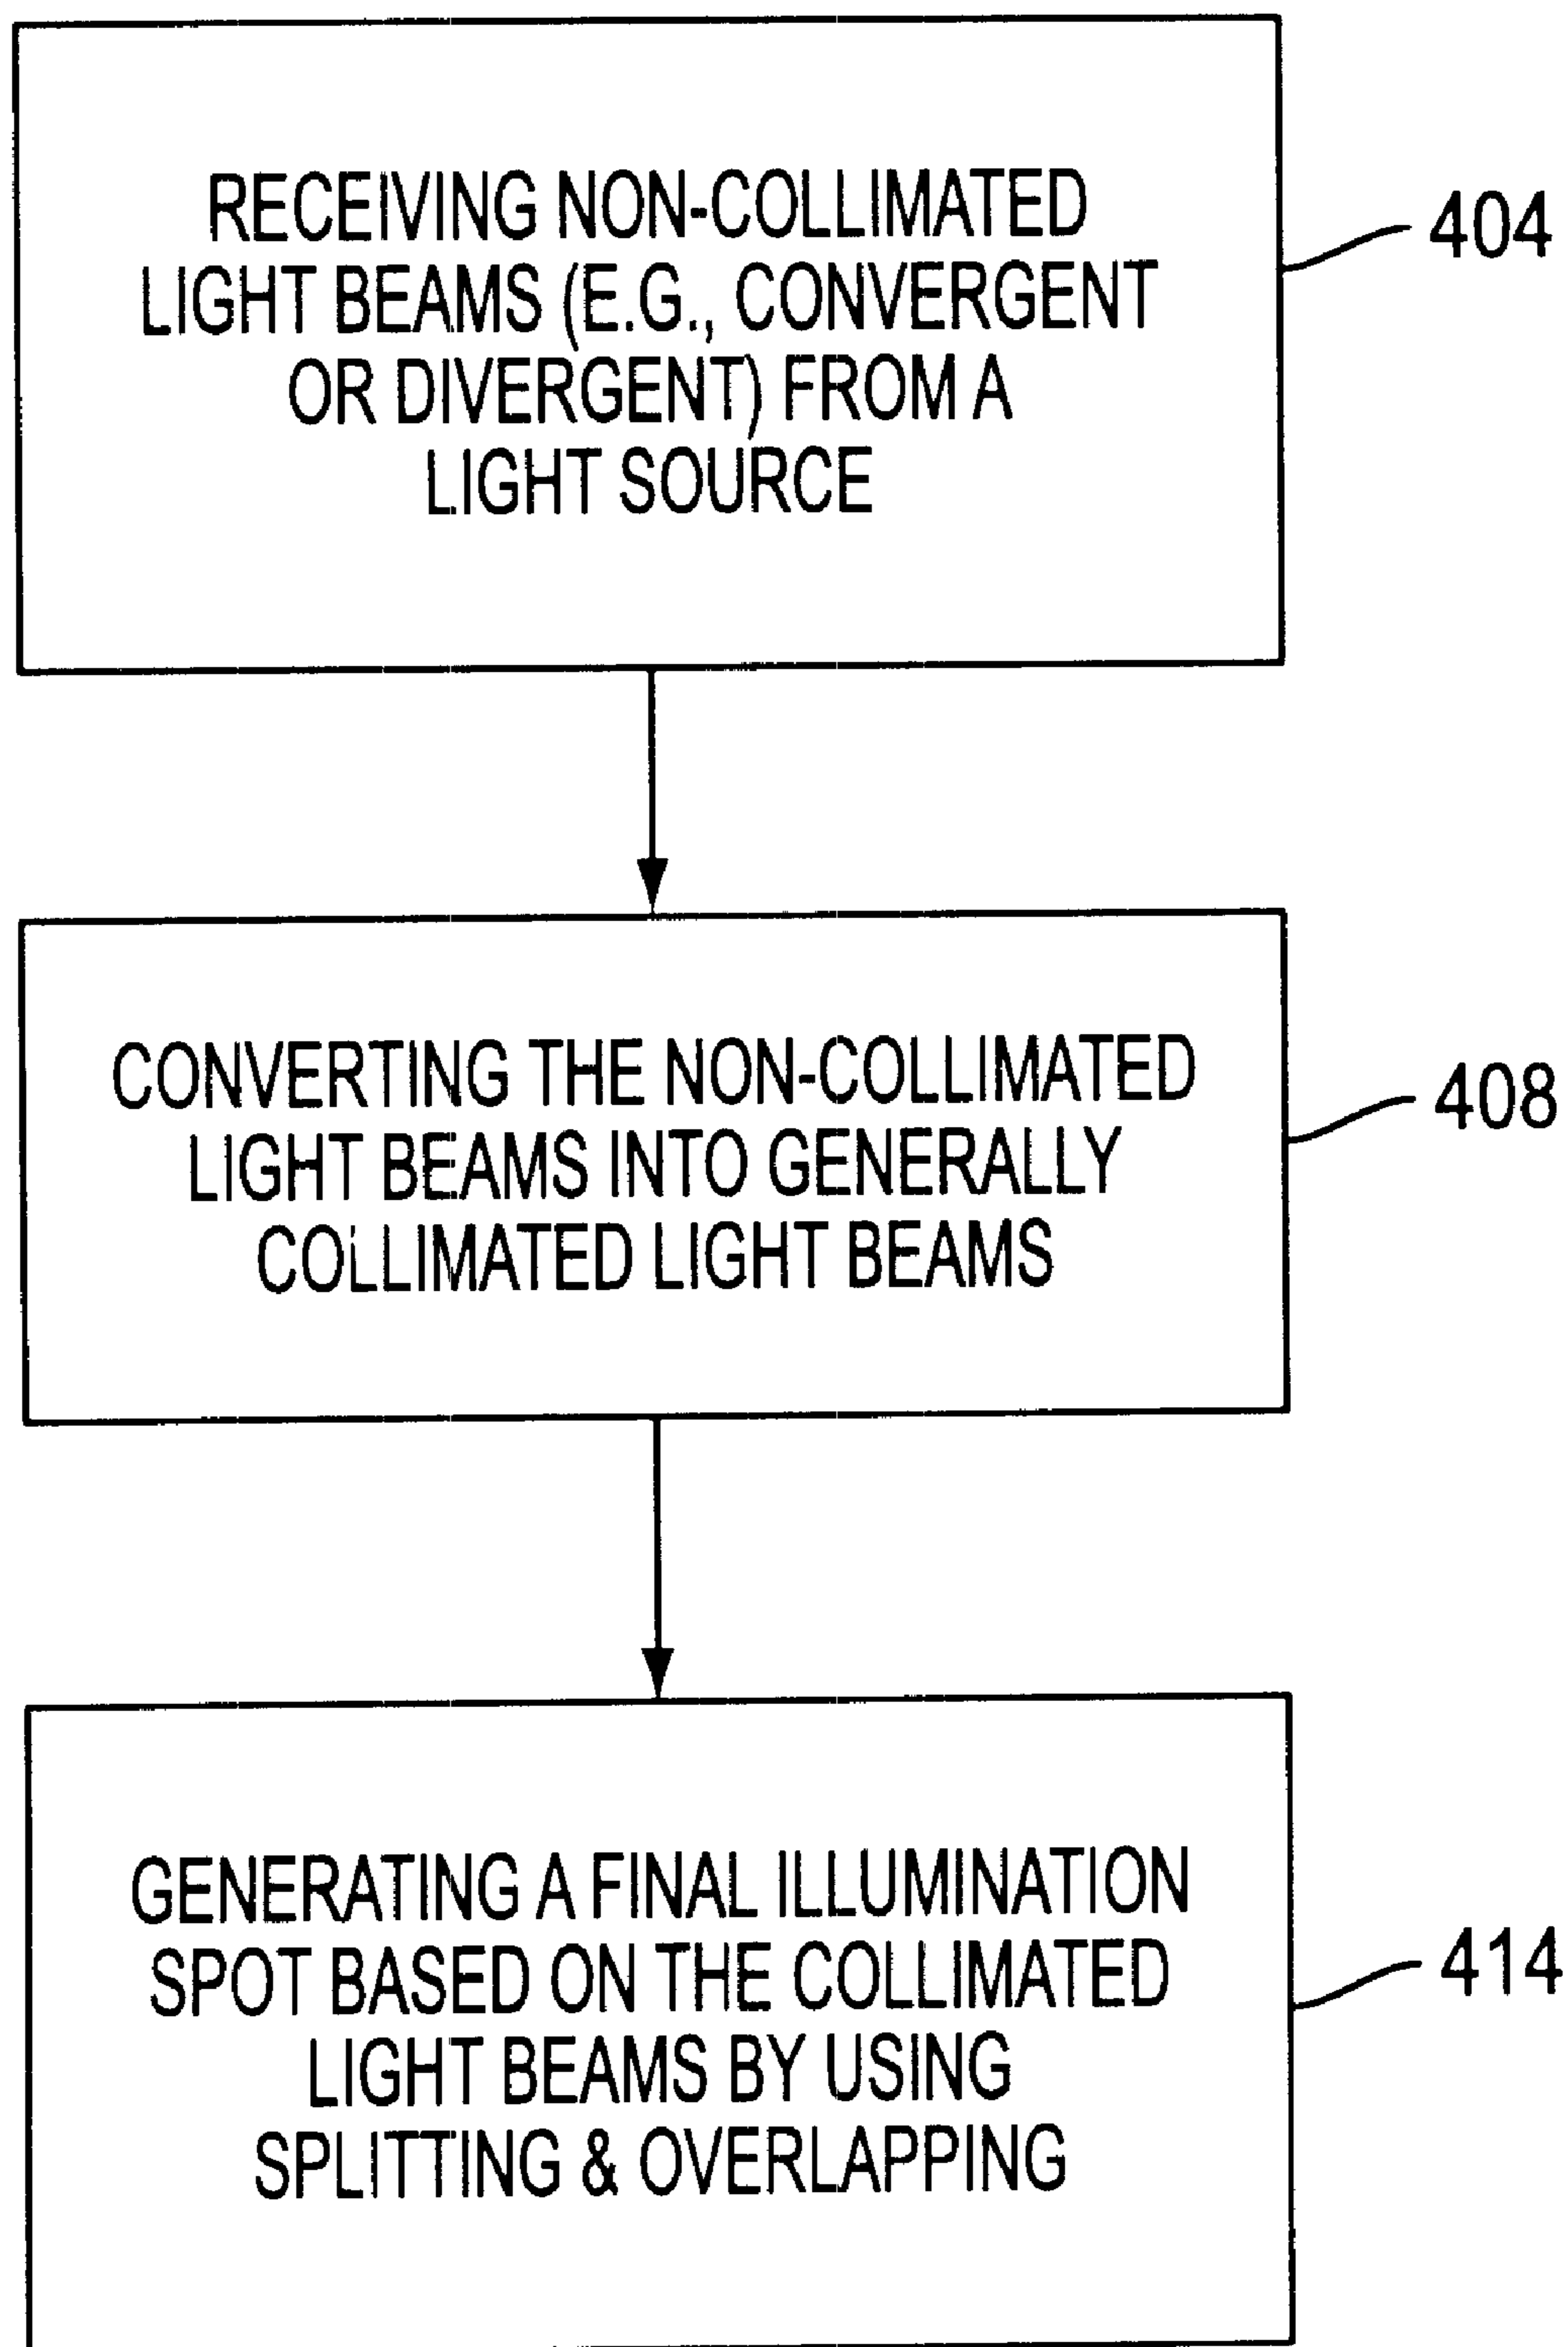 RECEIVING NON-COLLIMATED
LIGHT BEAMS (E.G., CONVERGENT
OR DIVERGENT) FROM A
LIGHT SOURCE
404
CONVERTING THE NON-COLLIMATED
LIGHT BEAMS INTO GENERALLY
COLLIMATED LIGHT BEAMS
408
GENERATING A FINAL ILLUMINATION
SPOT BASED ON THE COLLIMATED
LIGHT BEAMS BY USING
SPLITTING & OVERLAPPING
414